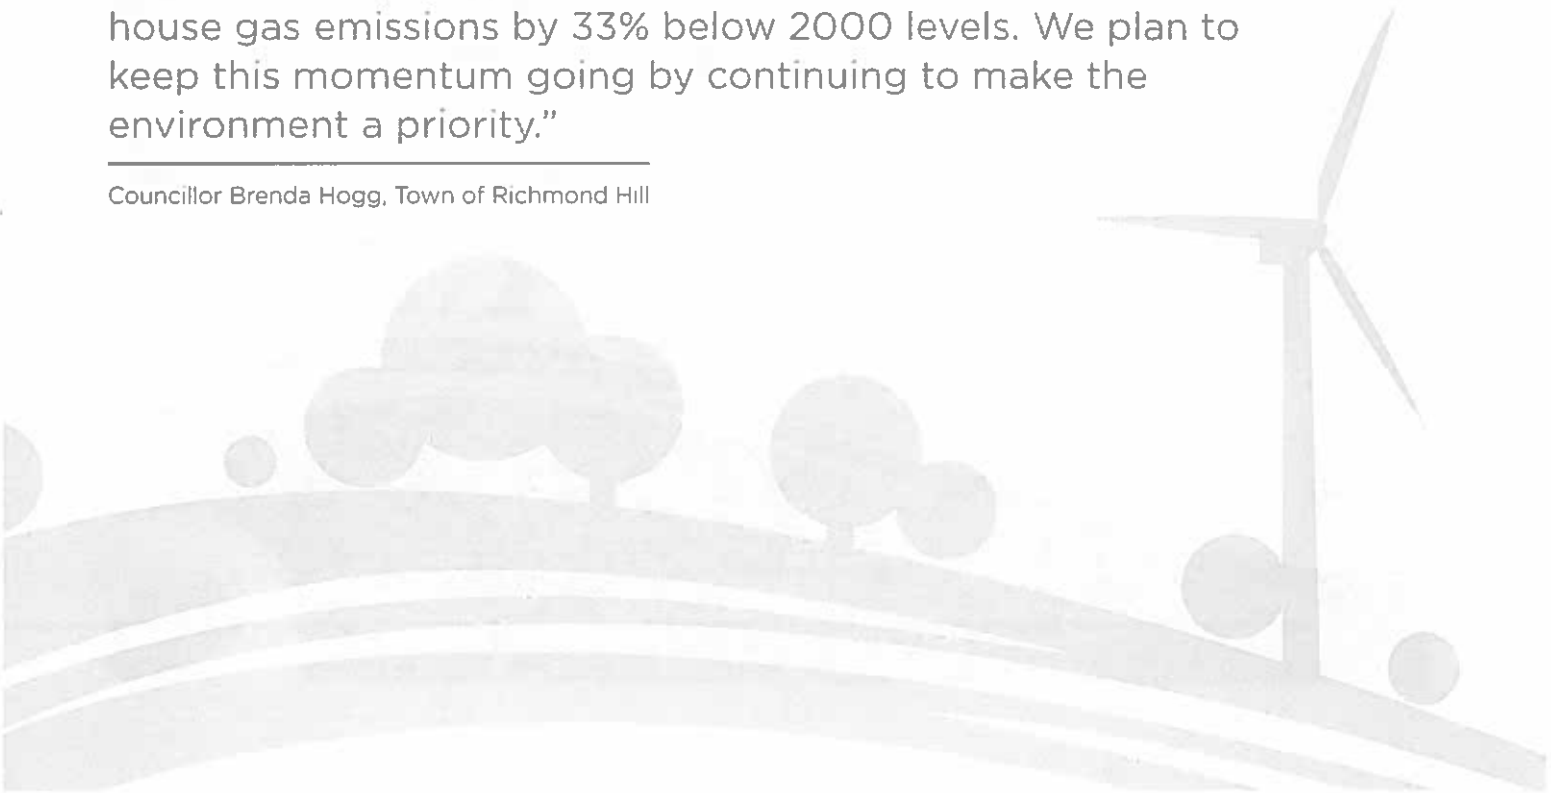 house gas emissions by 33% below 2000 levels. We plan to
keep this momentum going by continuing to make the
environment a priority.”
Councillor Brenda Hogg, Town of Richmond Hill